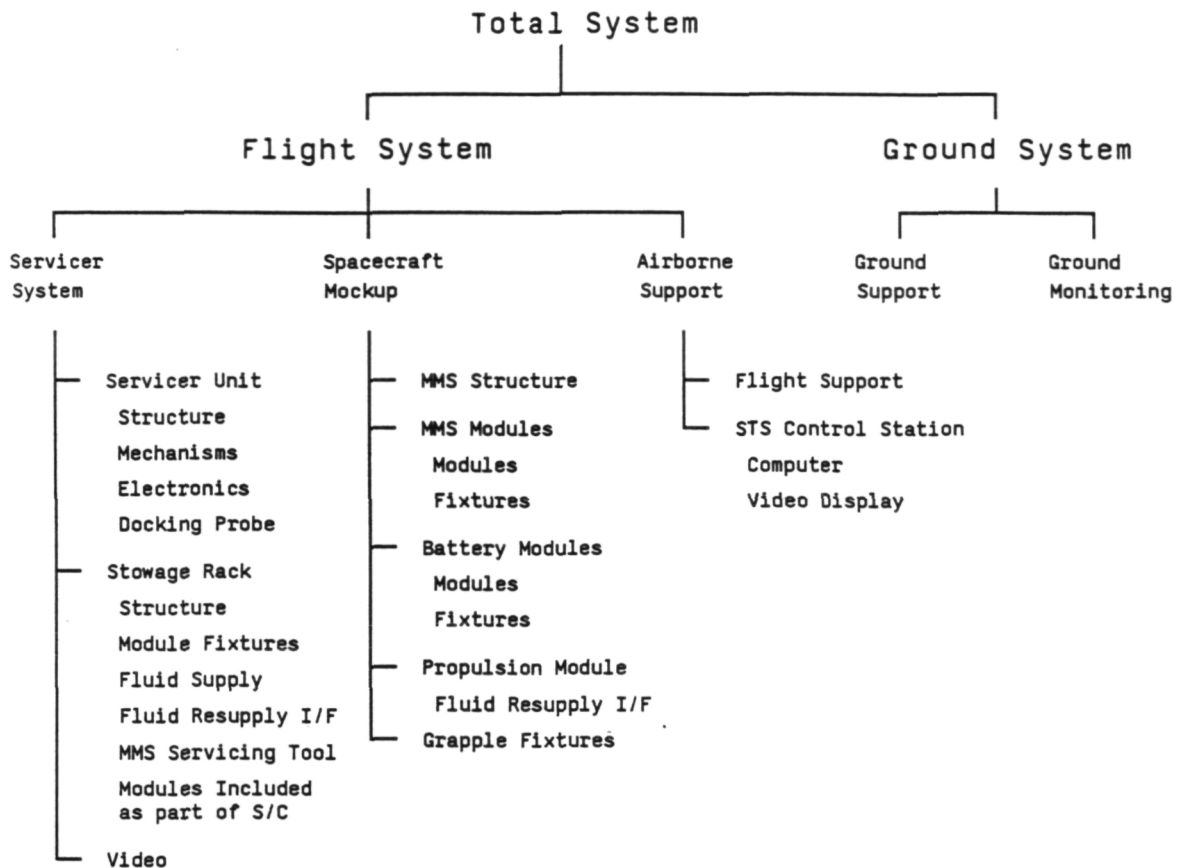 Total System
Flight System
Ground System
Servicer
System
Spacecraft
Mockup
Airborne
Support
Ground
Support
Ground
Monitoring
Servicer Unit
Structure
Mechanisms
Electronics
Docking Probe
Stowage Rack
Structure
Module Fixtures
Fluid Supply
Fluid Resupply I/F
MMS Servicing Tool
Modules Included
as part of S/C
Video
MMS Structure
MMS Modules
Modules
Fixtures
Battery Modules
Modules
Fixtures
Propulsion Module
Fluid Resupply I/F
Grapple Fixtures
Flight Support
STS Control Station
Computer
Video Display